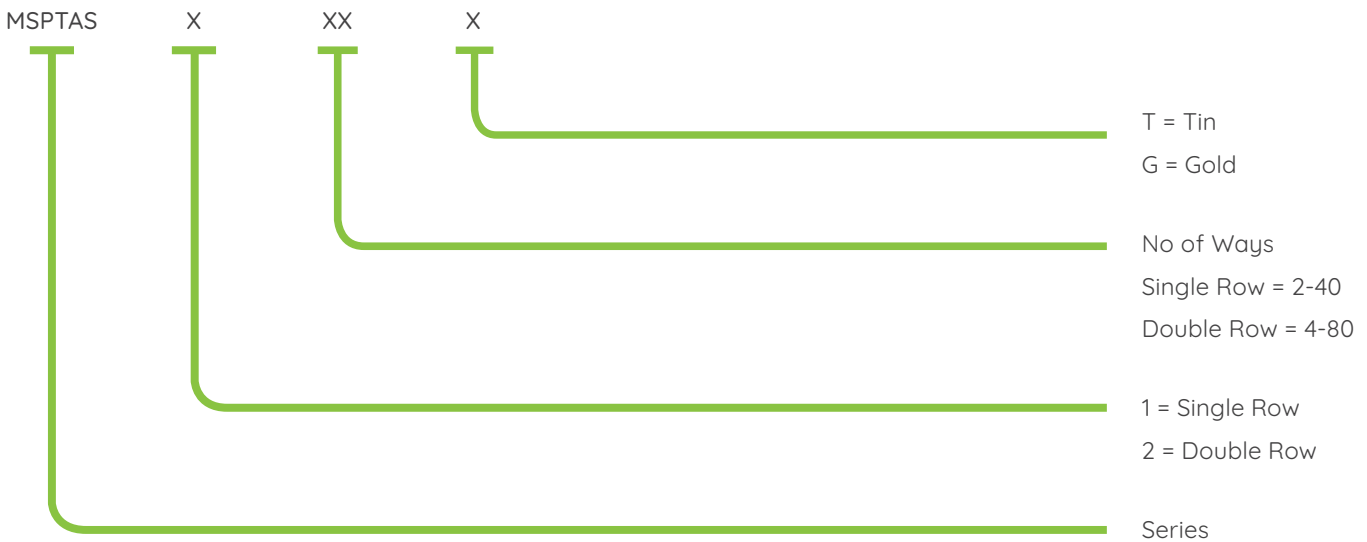 MSPTAS X XX X
T = Tin
G = Gold
No of Ways
Single Row = 2-40
Double Row = 4-80
1 = Single Row
2 = Double Row
Series